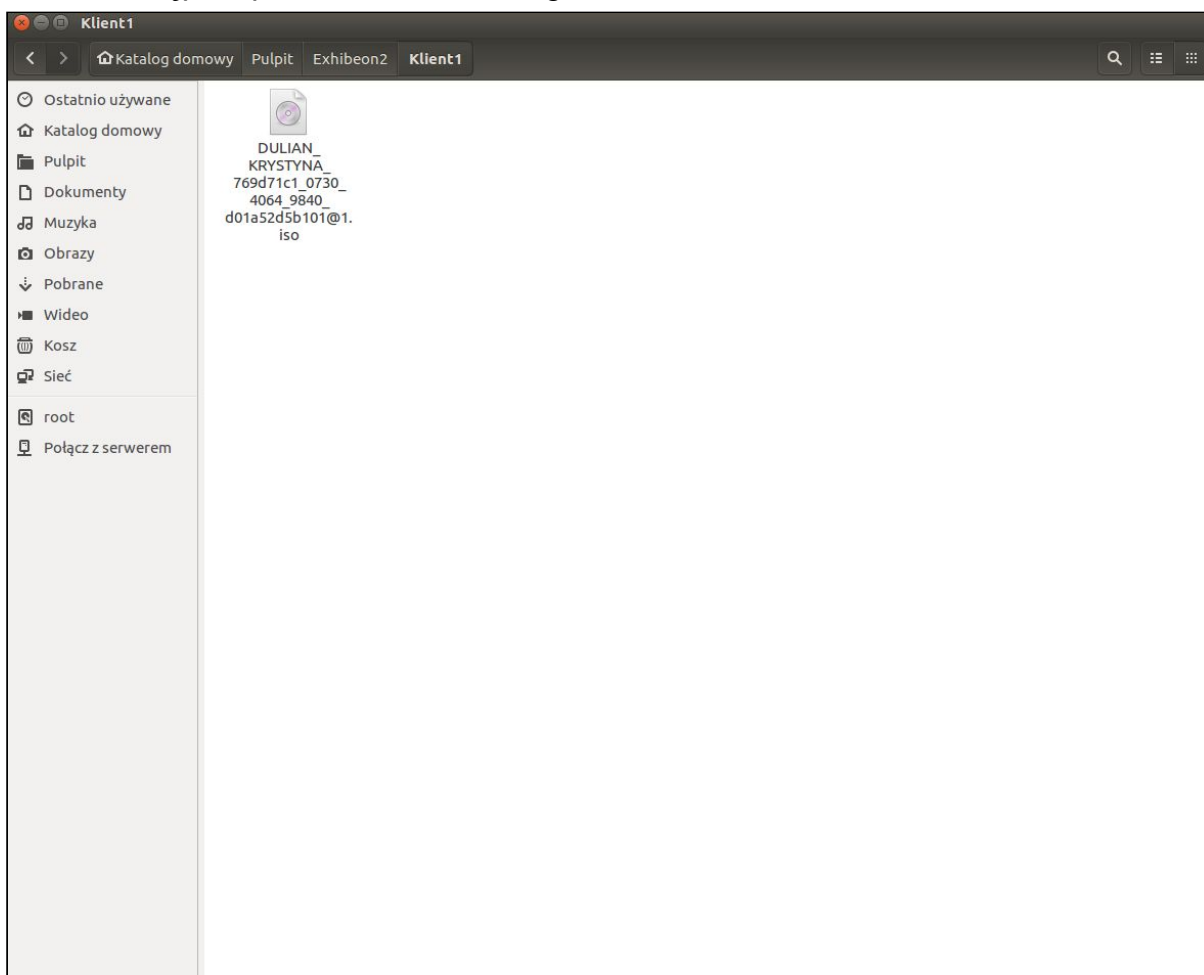 Klient1
Katalog domowy Pulpit Exhibeon2 Klient1
Ostatnio używane
Katalog domowy
Pulpit
Dokumenty
Muzyka
Obrazy
Pobrane
Wideo
Kosz
Sieć
root
Połącz z serwerem
DULIAN_
KRYSTYNA_
769d71c1_0730_
4064_9840_
d01a52d5b101@1.
iso